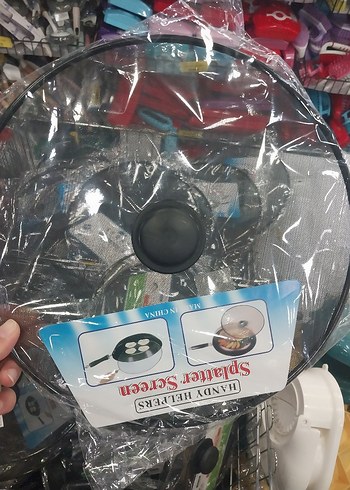 HANDY HELPERS
Splatter Screen
MADE IN CHINA